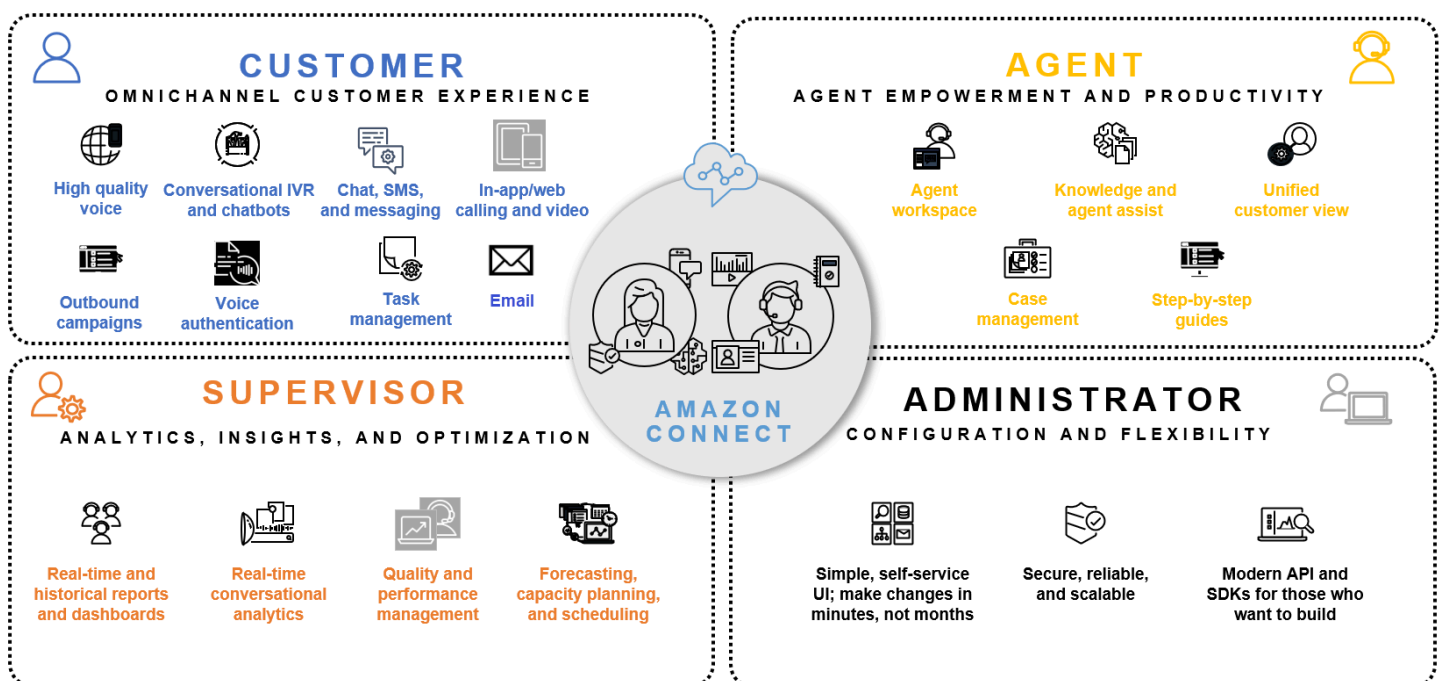 CUSTOMER
OMNICHANNEL CUSTOMER EXPERIENCE
High quality
voice
Conversational IVR
and chatbots
Chat, SMS,
and messaging
In-app/web
calling and video
Outbound
campaigns
Voice
authentication
Task
management
Email
AGENT
AGENT EMPOWERMENT AND PRODUCTIVITY
Agent
workspace
Knowledge and
agent assist
Unified
customer view
Case
management
Step-by-step
guides
AMAZON
CONNECT
SUPERVISOR
ANALYTICS, INSIGHTS, AND OPTIMIZATION
Real-time and
historical reports
and dashboards
Real-time
conversational
analytics
Quality and
performance
management
Forecasting,
capacity planning,
and scheduling
ADMINISTRATOR
CONFIGURATION AND FLEXIBILITY
Simple, self-service
UI; make changes in
minutes, not months
Secure, reliable,
and scalable
Modern API and
SDKs for those who
want to build